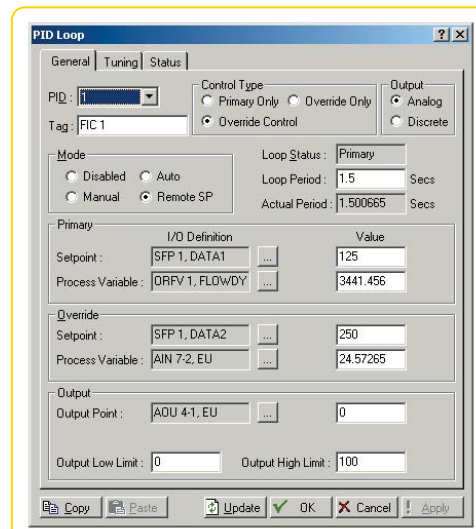 PID Loop
General Tuning Status
PID : 1
Tag : FIC 1
Control Type
Primary Only Override Only
Override Control
Output
Analog
Discrete
Mode
Disabled Auto
Manual Remote SP
Loop Status : Primary
Loop Period : 1.5 Secs
Actual Period : 1.500665 Secs
Primary
I/O Definition Value
Setpoint : SFP 1, DATA1 ... 125
Process Variable : ORFV 1, FLOWDY ... 3441.456
Override
Setpoint : SFP 1, DATA2 ... 250
Process Variable : AIN 7-2, EU ... 24.57265
Output
Output Point : AOU 4-1, EU ... 0
Output Low Limit : 0 Output High Limit : 100
Copy Paste Update OK Cancel Apply